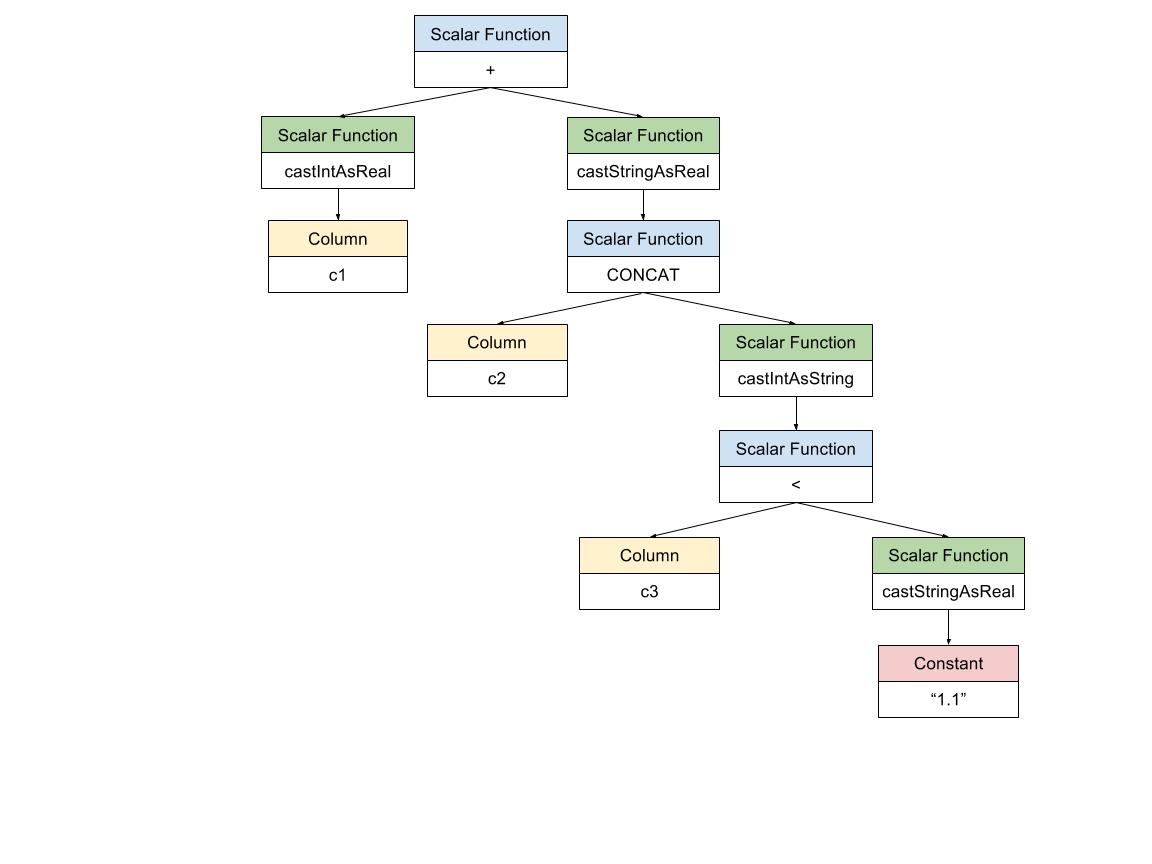 Scalar Function
+
Scalar Function
castIntAsReal
Scalar Function
castStringAsReal
Column
c1
Scalar Function
CONCAT
Column
c2
Scalar Function
castIntAsString
Scalar Function
<
Column
c3
Scalar Function
castStringAsReal
Constant
“1.1”